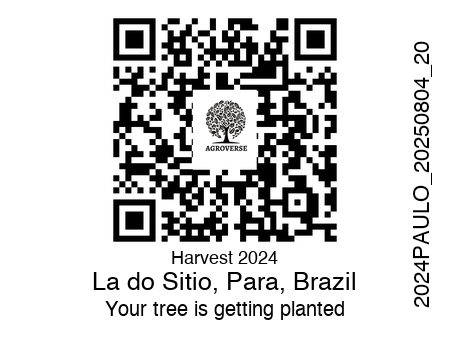 AGROVERSE
Harvest 2024
La do Sitio, Para, Brazil
Your tree is getting planted
2024PAULO_20250804_20